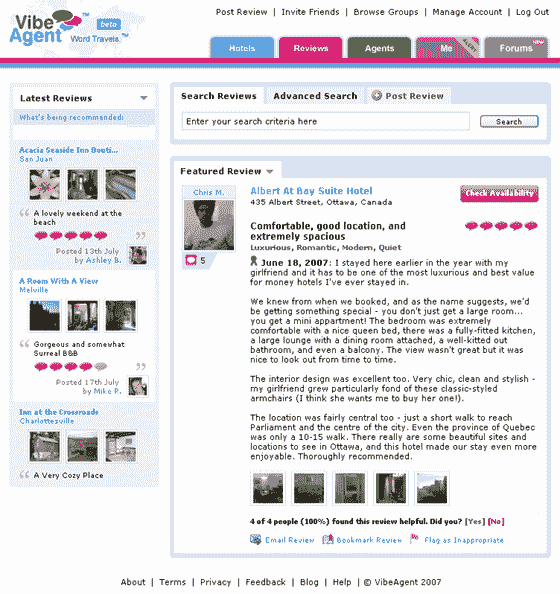 Post Review | Invite Friends | Browse Groups | Manage Account | Log Out
Vibe
Agent
beta
Word Travels.™
Hotels
Reviews
Agents
Me
ALERT
Forums
NEW
Latest Reviews
What's being recommended:
Acacia Seaside Inn Bouti...
San Juan
“ A lovely weekend at the
beach ”
Posted 13th July
by Ashley B.
A Room With A View
Melville
“ Gorgeous and somewhat
Surreal B&B ”
Posted 17th July
by Mike R.
Inn at the Crossroads
Charlottesville
“ A Very Cozy Place
Search Reviews
Advanced Search
Post Review
Enter your search criteria here
Search
Featured Review
Chris M.
5
Albert At Bay Suite Hotel
435 Albert Street, Ottawa, Canada
Check Availability
Comfortable, good location, and
extremely spacious
Luxurious, Romantic, Modern, Quiet
June 18, 2007: I stayed here earlier in the year with my
girlfriend and it has to be one of the most luxurious and best value
for money hotels I've ever stayed in.
We knew from when we booked, and as the name suggests, we'd
be getting something special - you don't just get a large room...
you get a mini appartment! The bedroom was extremely
comfortable with a nice queen bed, there was a fully-fitted kitchen,
a large lounge with a dining room attached, a well-kitted out
bathroom, and even a balcony. The view wasn't great but it was
nice to look out from time to time.
The interior design was excellent too. Very chic, clean and stylish -
my girlfriend grew particularly fond of these classic-styled
armchairs (I think she wants me to buy her one!).
The location was fairly central too - just a short walk to reach
Parliament and the centre of the city. Even the province of Quebec
was only a 10-15 walk. There really are some beautiful sites and
locations to see in Ottawa, and this hotel made our stay even more
enjoyable. Thoroughly recommended.
4 of 4 people (100%) found this review helpful. Did you? [Yes] [No]
Email Review
Bookmark Review
Flag as Inappropriate
About | Terms | Privacy | Feedback | Blog | Help | © VibeAgent 2007